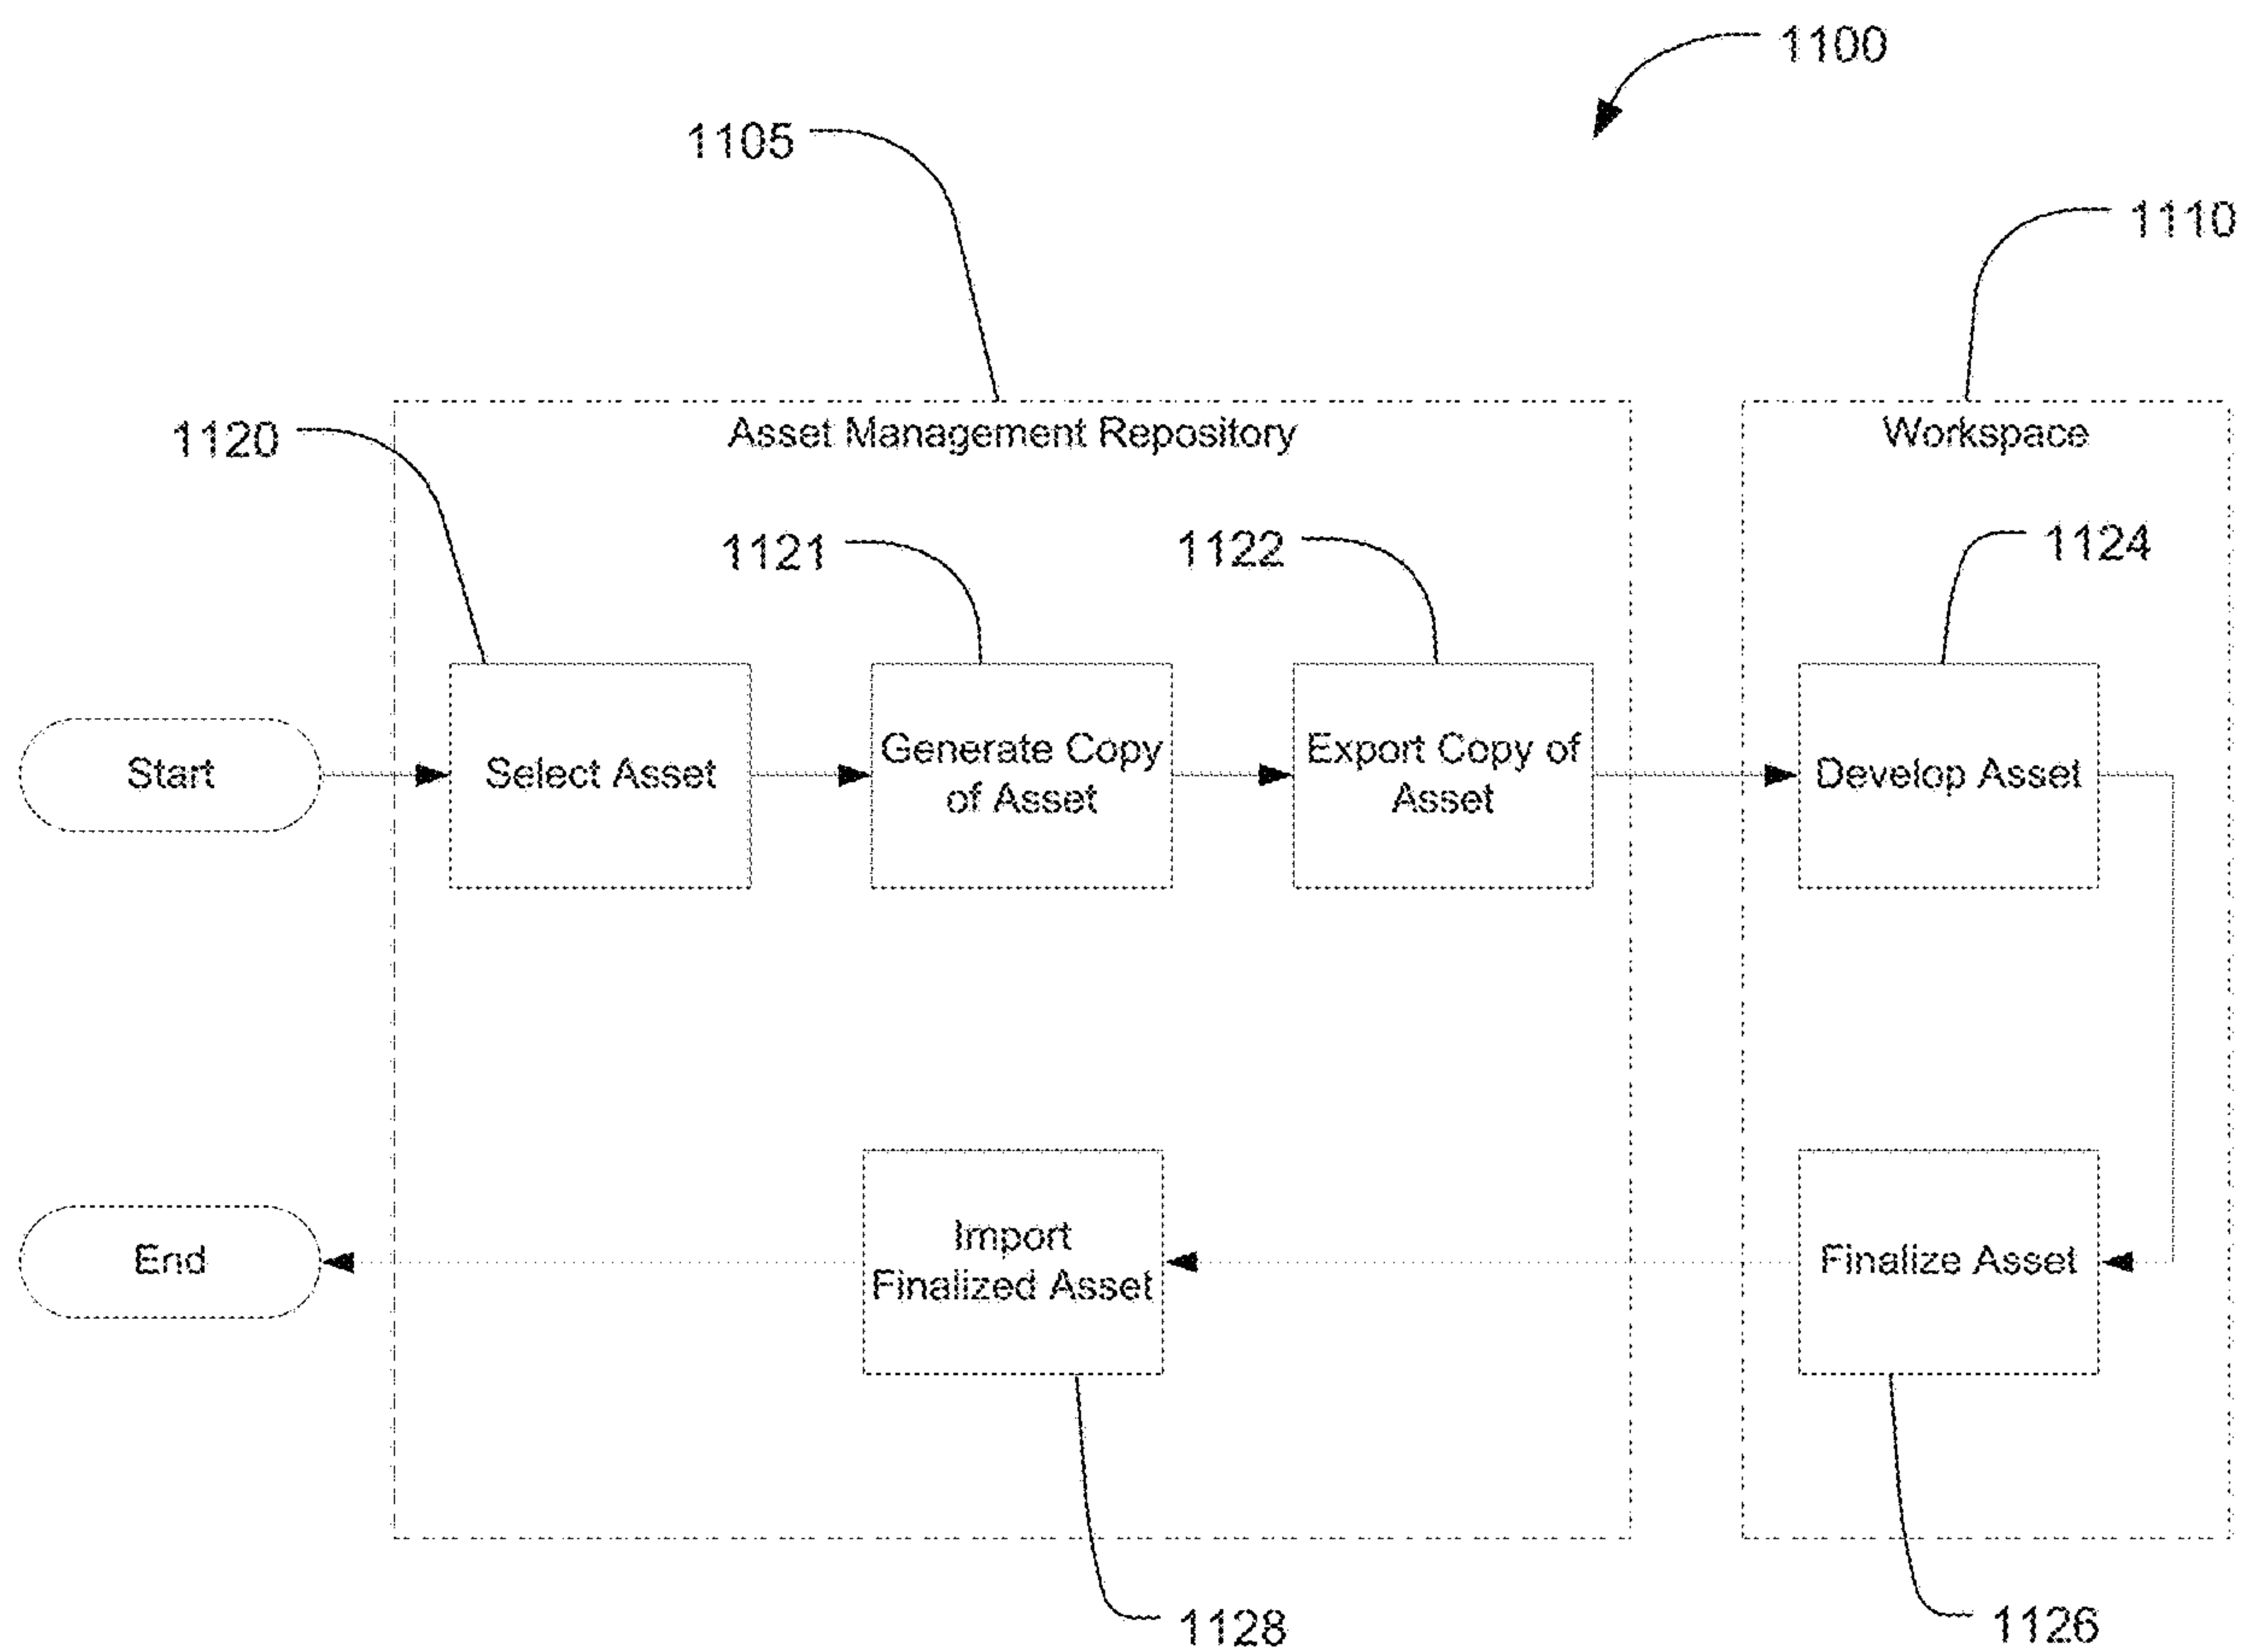 1100
1105
1110
Asset Management Repository
Workspace
1120
1121
1122
1124
Start
Select Asset
Generate Copy
of Asset
Export Copy of
Asset
Develop Asset
End
Import
Finalized Asset
Finalize Asset
1128
1126